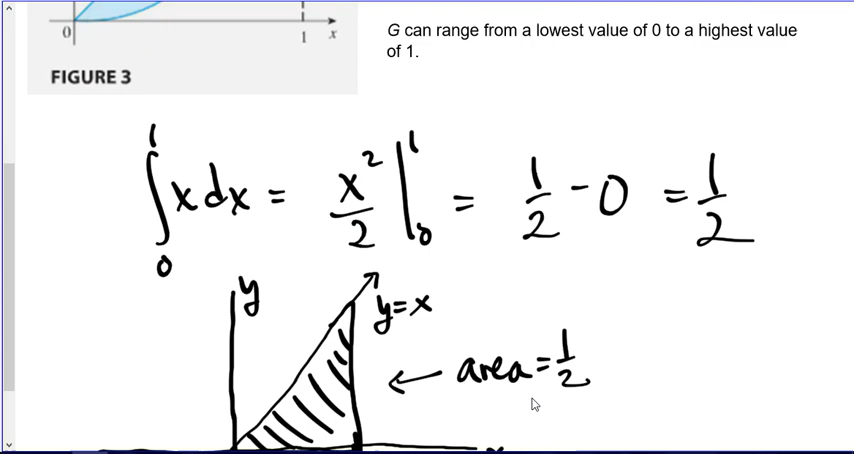 0 1 x
FIGURE 3
G can range from a lowest value of 0 to a highest value
of 1.
∫₀¹ x dx = x²/2 |₀¹ = 1/2 - 0 = 1/2
y
y=x
← area = 1/2